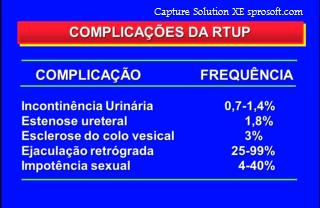 Capture Solution XE sprosoft.com
COMPLICAÇÕES DA RTUP
COMPLICAÇÃO FREQUÊNCIA
Incontinência Urinária 0,7-1,4%
Estenose ureteral 1,8%
Esclerose do colo vesical 3%
Ejaculação retrógrada 25-99%
Impotência sexual 4-40%